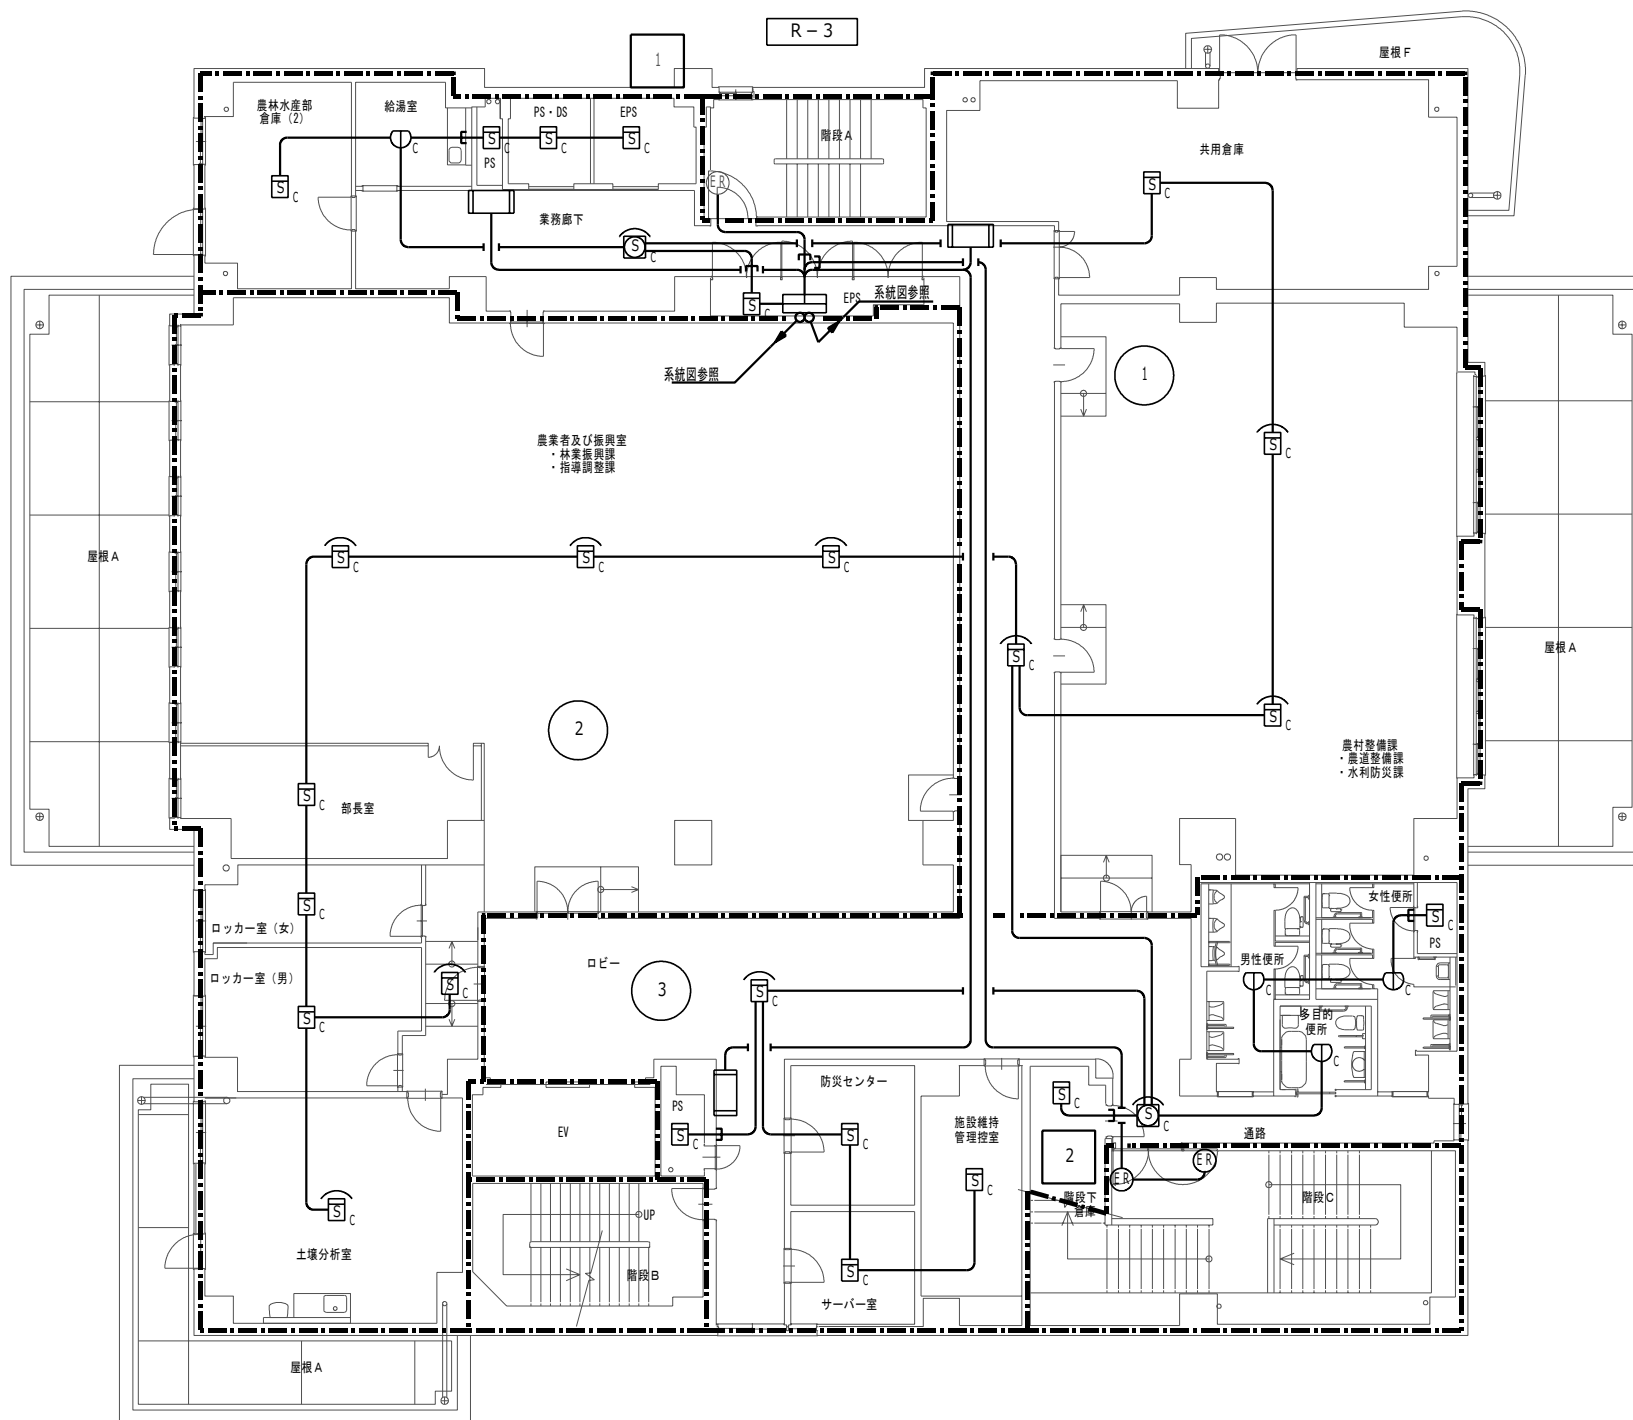 R－3
1
屋根F
農林水産部
倉庫（2）
給湯室
PS・DS
EPS
階段A
共用倉庫
S C
C
S C
S C
S C
PS
ER
S C
業務廊下
S C
S C
EPS
系統図参照
系統図参照
1
農業者及び振興室
・林業振興課
・指導調整課
S C
屋根A
S C
S C
S C
屋根A
S C
2
S C
農村整備課
・農道整備課
・水利防災課
S C
部長室
女性便所
S C
ロッカー室（女）
S C
PS
ロビー
男性便所
ロッカー室（男）
S C
3
S C
C
C
S C
多目的
便所
C
防災センター
S C
PS
S C
EV
S C
施設維持
管理控室
S C
通路
2
ER
ER
S C
階段下
倉庫
階段C
UP
S C
土壌分析室
階段B
S C
サーバー室
屋根A